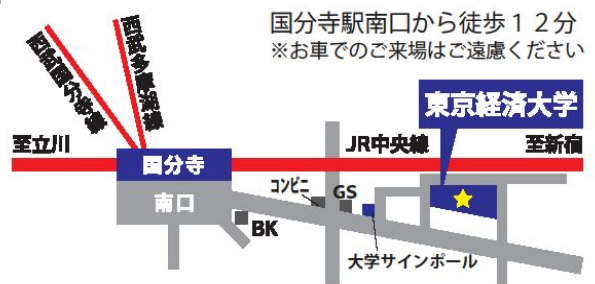 国分寺駅南口から徒歩１２分
※お車でのご来場はご遠慮ください
西武国分寺線
西武多摩湖線
東京経済大学
至立川
JR中央線
至新宿
国分寺
南口
コンビニ
GS
BK
大学サインポール